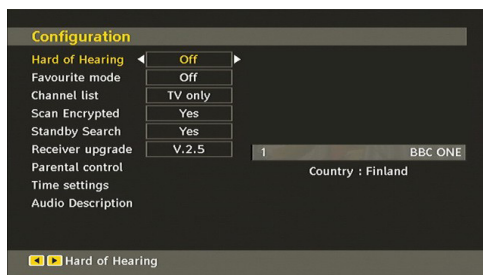 Configuration
Hard of Hearing Off
Favourite mode Off
Channel list TV only
Scan Encrypted Yes
Standby Search Yes
Receiver upgrade V.2.5
1 BBC ONE
Parental control
Country : Finland
Time settings
Audio Description
Hard of Hearing